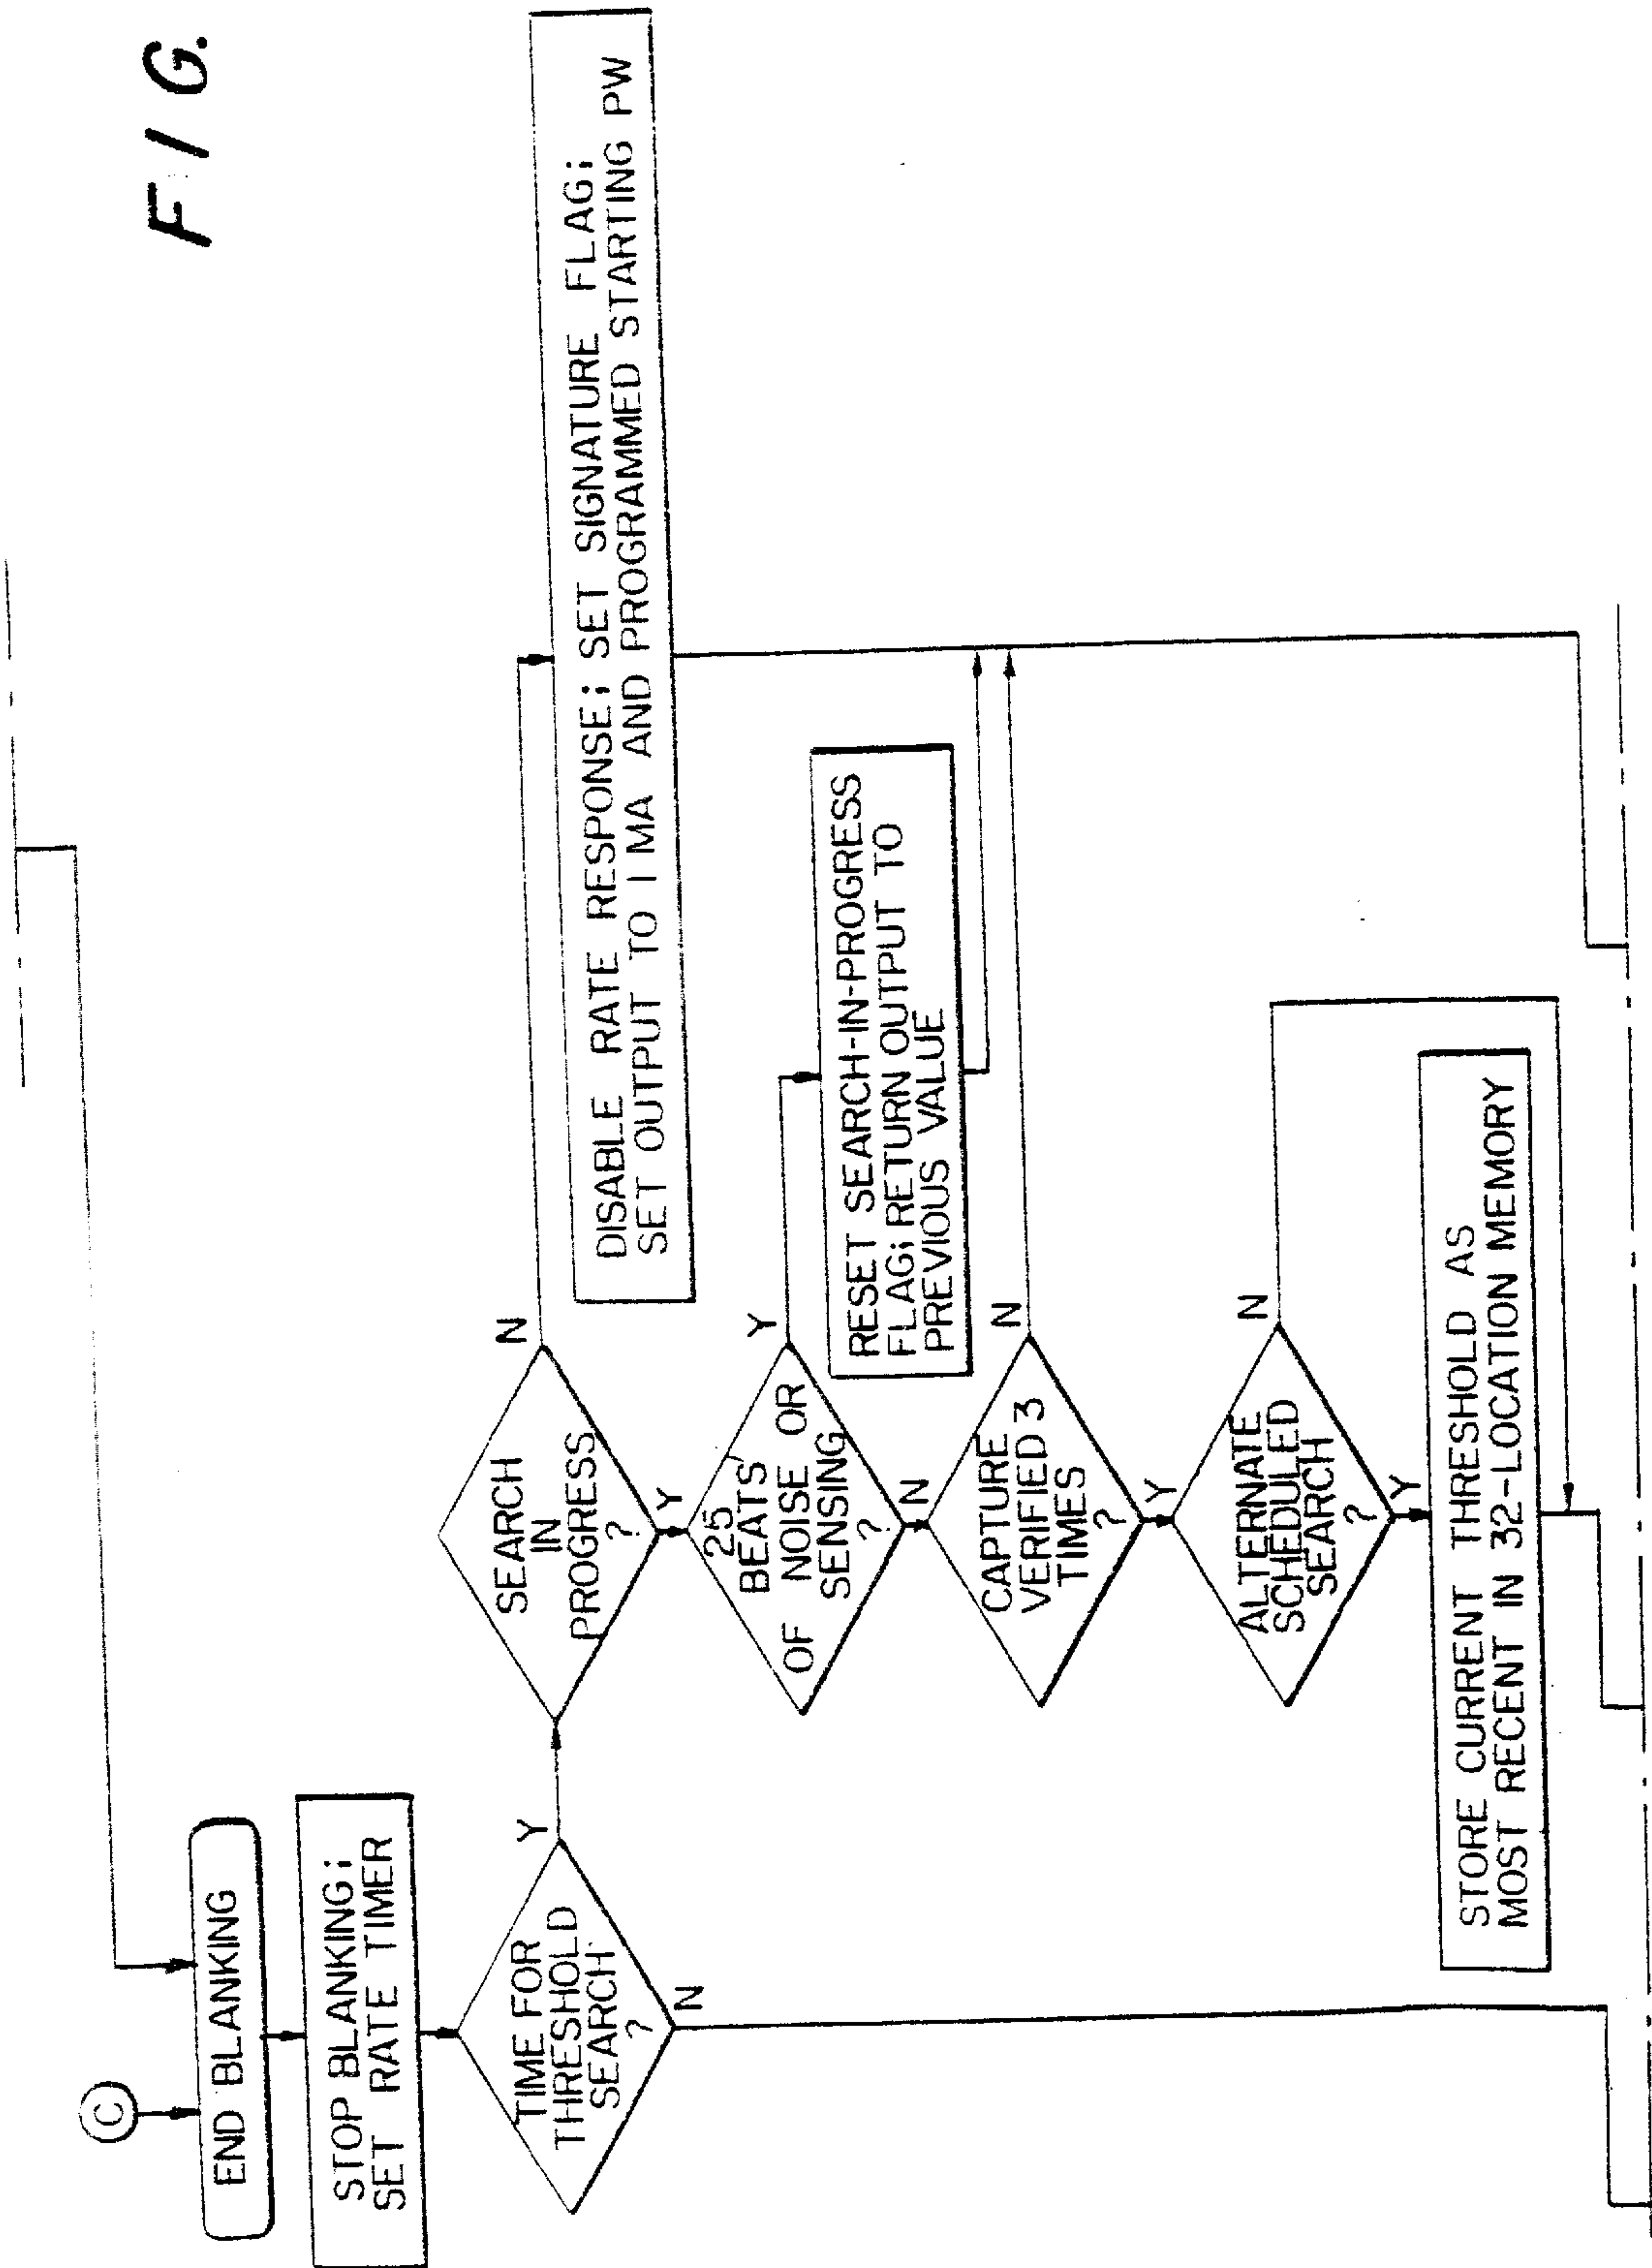 FIG.
C
END BLANKING
STOP BLANKING;
SET RATE TIMER
TIME FOR
THRESHOLD
SEARCH
?
Y
N
SEARCH
IN
PROGRESS
?
N
Y
DISABLE RATE RESPONSE; SET SIGNATURE FLAG;
SET OUTPUT TO 1 MA AND PROGRAMMED STARTING PW
25
BEATS'
OF NOISE OR
SENSING
?
Y
N
RESET SEARCH-IN-PROGRESS
FLAG; RETURN OUTPUT TO
PREVIOUS VALUE
CAPTURE
VERIFIED 3
TIMES
?
N
Y
ALTERNATE
SCHEDULED
SEARCH
?
N
Y
STORE CURRENT THRESHOLD AS
MOST RECENT IN 32-LOCATION MEMORY